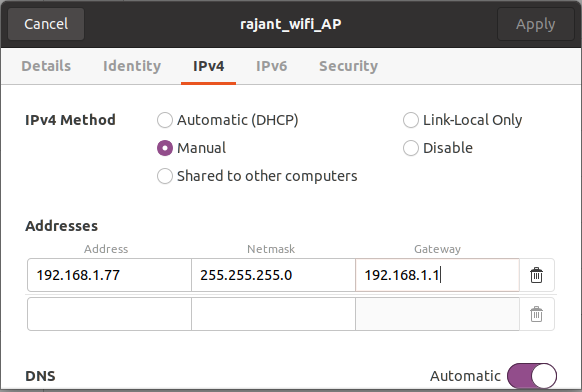 Cancel rajant_wifi_AP Apply
Details Identity IPv4 IPv6 Security
IPv4 Method Automatic (DHCP) Link-Local Only
Manual Disable
Shared to other computers
Addresses
Address Netmask Gateway
192.168.1.77 255.255.255.0 192.168.1.1
DNS Automatic